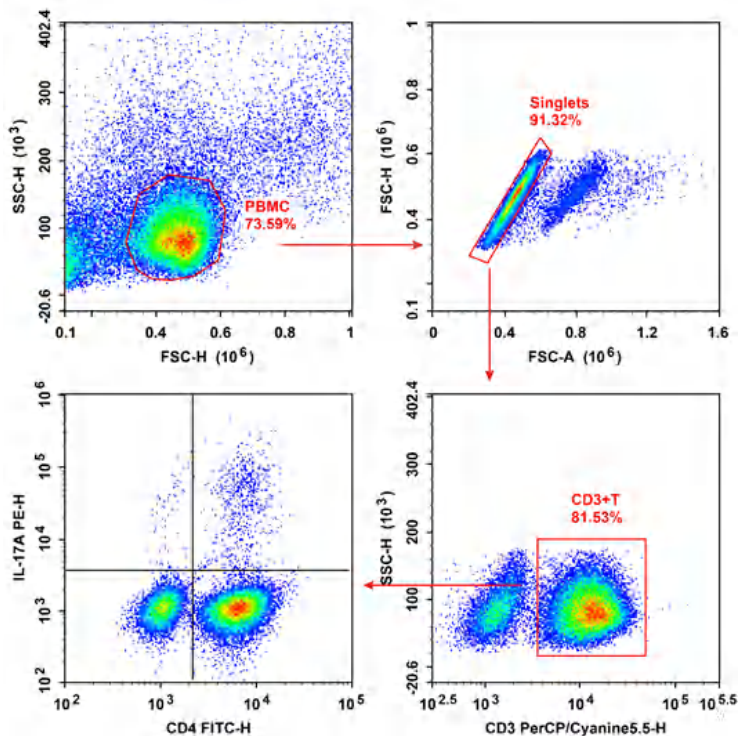 402.4
300
200
100
-20.6
SSC-H (10³)
PBMC
73.59%
0.1 0.4 0.6 0.8 1
FSC-H (10⁶)
1
0.8
0.6
0.4
0.1
FSC-H (10⁶)
Singlets
91.32%
0 0.4 0.8 1.2 1.6
FSC-A (10⁶)
10⁶
10⁵
10⁴
10³
10²
IL-17A PE-H
10² 10³ 10⁴ 10⁵
CD4 FITC-H
402.4
300
200
100
-20.6
SSC-H (10³)
CD3+T
81.53%
10².⁵ 10³ 10⁴ 10⁵ 10⁵.⁵
CD3 PerCP/Cyanine5.5-H